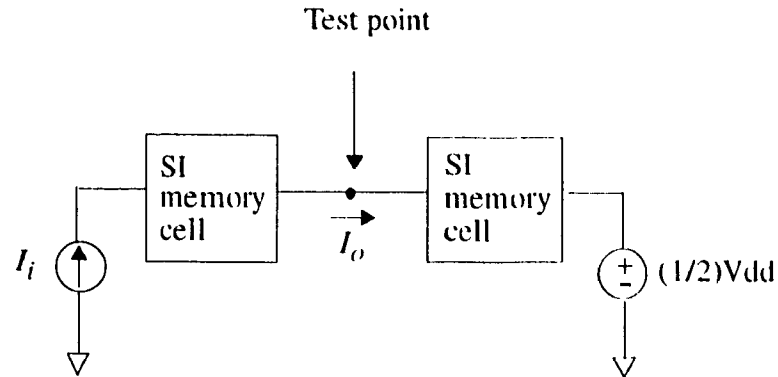 Test point
SI
memory
cell
SI
memory
cell
I_i
I_o
+
-
(1/2)Vdd